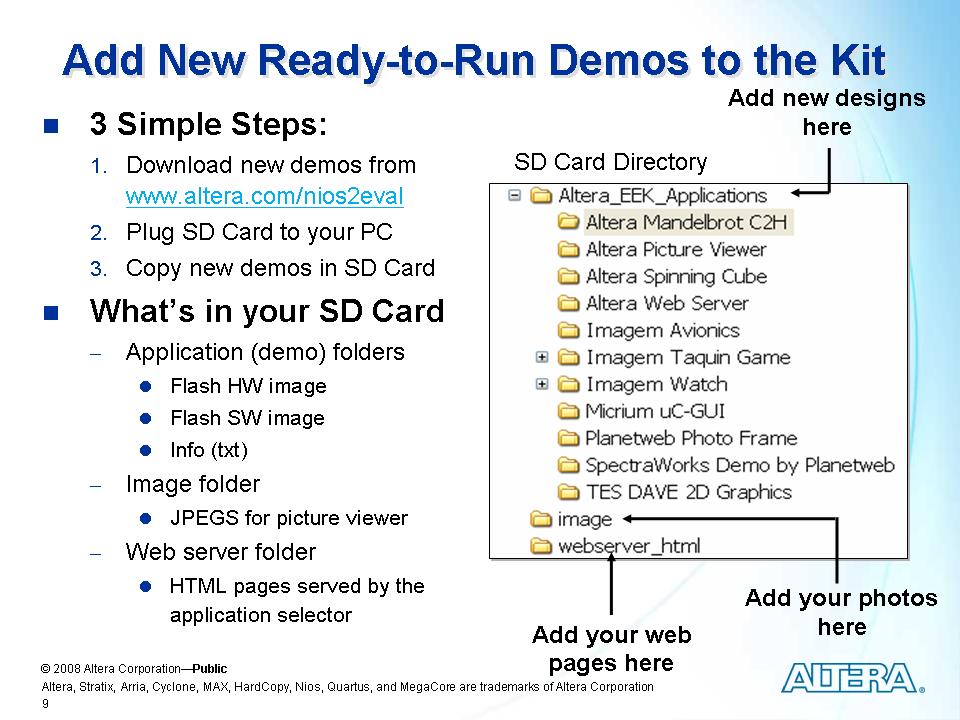 Add New Ready-to-Run Demos to the Kit
3 Simple Steps:
1. Download new demos from
www.altera.com/nios2eval
2. Plug SD Card to your PC
3. Copy new demos in SD Card
What's in your SD Card
– Application (demo) folders
Flash HW image
Flash SW image
Info (txt)
– Image folder
JPEGS for picture viewer
– Web server folder
HTML pages served by the
application selector
Add new designs
here
SD Card Directory
Altera_EEK_Applications
Altera Mandelbrot C2H
Altera Picture Viewer
Altera Spinning Cube
Altera Web Server
Imagem Avionics
Imagem Taquin Game
Imagem Watch
Micrium uC-GUI
Planetweb Photo Frame
SpectraWorks Demo by Planetweb
TES DAVE 2D Graphics
image
webserver_html
Add your photos
here
Add your web
pages here
© 2008 Altera Corporation—Public
Altera, Stratix, Arria, Cyclone, MAX, HardCopy, Nios, Quartus, and MegaCore are trademarks of Altera Corporation
9
ALTERA®